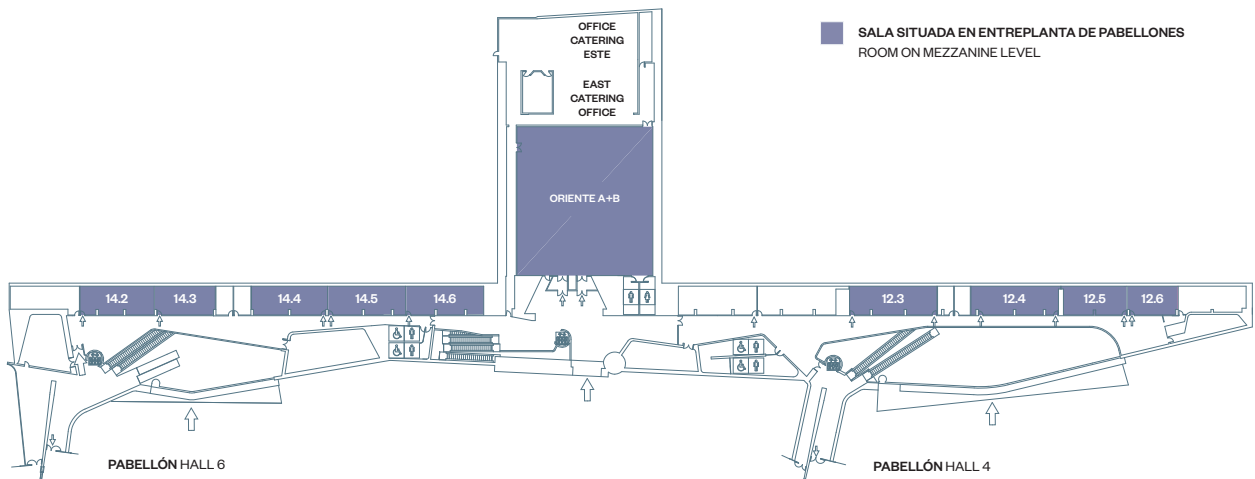 OFFICE
CATERING
ESTE
EAST
CATERING
OFFICE
SALA SITUADA EN ENTREPLANTA DE PABELLONES
ROOM ON MEZZANINE LEVEL
ORIENTE A+B
14.2
14.3
14.4
14.5
14.6
12.3
12.4
12.5
12.6
PABELLÓN HALL 6
PABELLÓN HALL 4